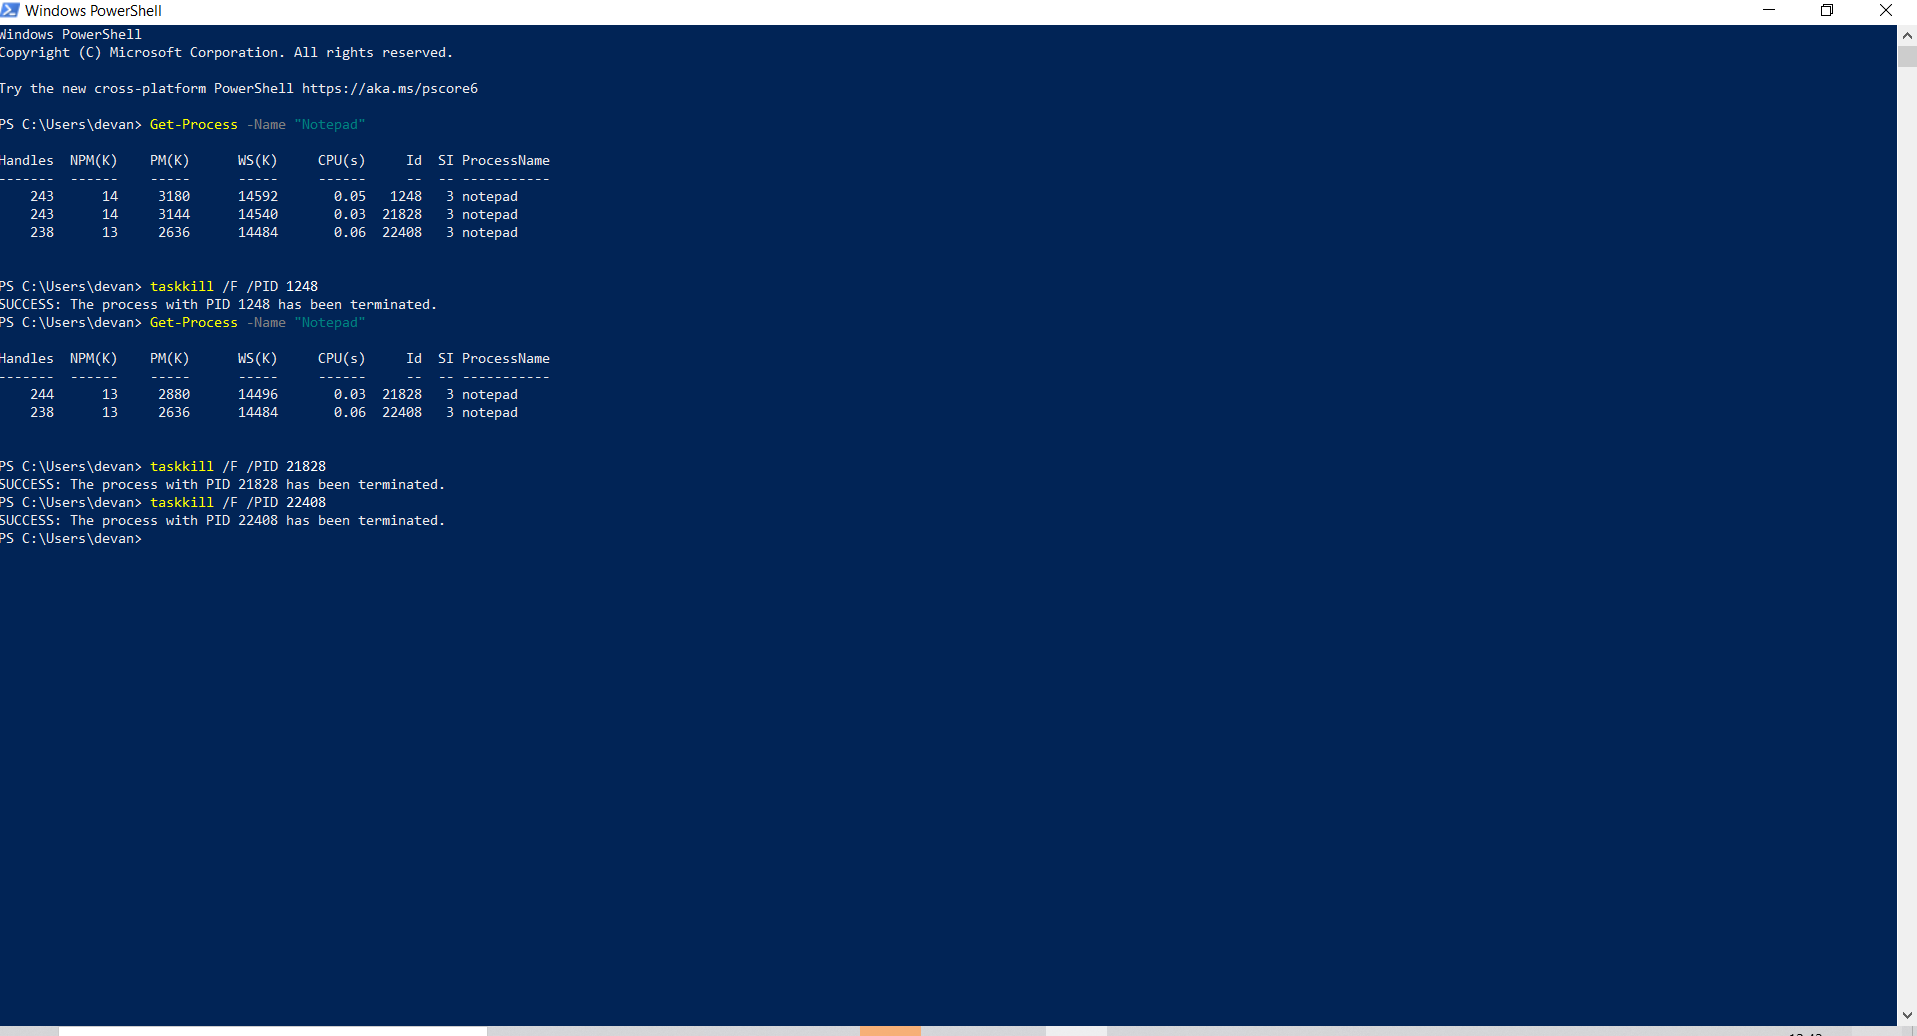 Windows PowerShell
Windows PowerShell
Copyright (C) Microsoft Corporation. All rights reserved.
Try the new cross-platform PowerShell https://aka.ms/pscore6
PS C:\Users\devan> Get-Process -Name "Notepad"
Handles  NPM(K)    PM(K)      WS(K)     CPU(s)     Id  SI ProcessName
-------  ------    -----      -----     ------     --  -- -----------
    243      14     3180      14592       0.05   1248   3 notepad
    243      14     3144      14540       0.03  21828   3 notepad
    238      13     2636      14484       0.06  22408   3 notepad
PS C:\Users\devan> taskkill /F /PID 1248
SUCCESS: The process with PID 1248 has been terminated.
PS C:\Users\devan> Get-Process -Name "Notepad"
Handles  NPM(K)    PM(K)      WS(K)     CPU(s)     Id  SI ProcessName
-------  ------    -----      -----     ------     --  -- -----------
    244      13     2880      14496       0.03  21828   3 notepad
    238      13     2636      14484       0.06  22408   3 notepad
PS C:\Users\devan> taskkill /F /PID 21828
SUCCESS: The process with PID 21828 has been terminated.
PS C:\Users\devan> taskkill /F /PID 22408
SUCCESS: The process with PID 22408 has been terminated.
PS C:\Users\devan>